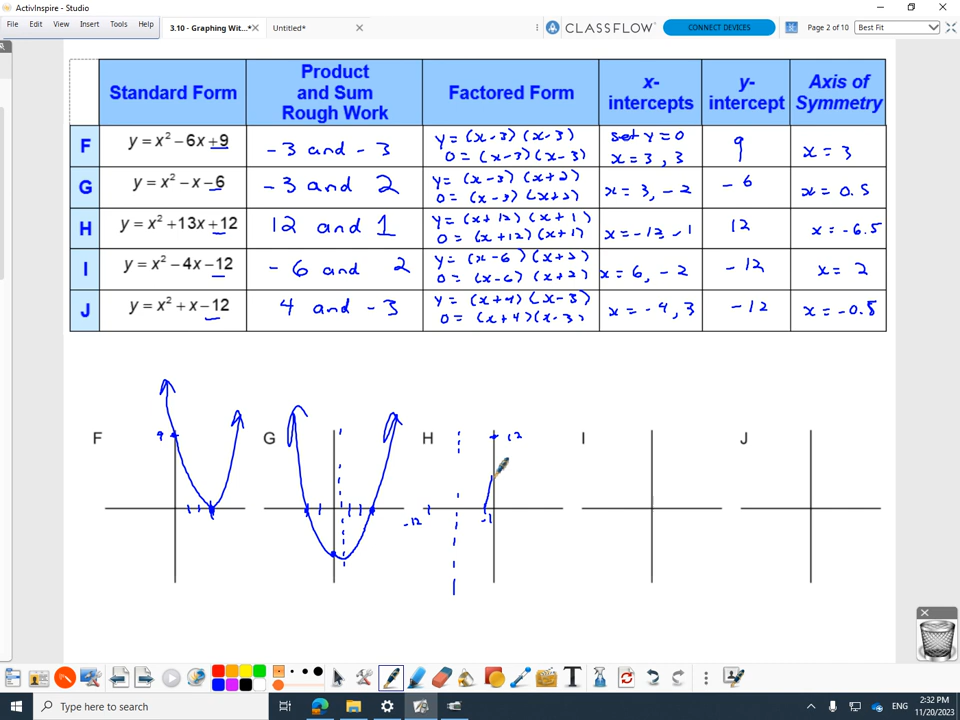 ActivInspire - Studio
File Edit View Insert Tools Help
3.10 - Graphing Wit...*
Untitled*
CLASSFLOW
CONNECT DEVICES
Page 2 of 10
Best Fit
Standard Form
Product and Sum Rough Work
Factored Form
x-intercepts
y-intercept
Axis of Symmetry
F
y = x² – 6x + 9
-3 and -3
y = (x-3)(x-3)
0 = (x-3)(x-3)
set y=0
x = 3, 3
9
x = 3
G
y = x² – x – 6
-3 and 2
y = (x-3)(x+2)
0 = (x-3)(x+2)
x = 3, -2
-6
x = 0.5
H
y = x² + 13x + 12
12 and 1
y = (x+12)(x+1)
0 = (x+12)(x+1)
x = -12, -1
12
x = -6.5
I
y = x² – 4x – 12
-6 and 2
y = (x-6)(x+2)
0 = (x-6)(x+2)
x = 6, -2
-12
x = 2
J
y = x² + x – 12
4 and -3
y = (x+4)(x-3)
0 = (x+4)(x-3)
x = -4, 3
-12
x = -0.5
F
9
G
H
12
-12
-1
I
J
Type here to search
ENG
2:32 PM
11/20/2023